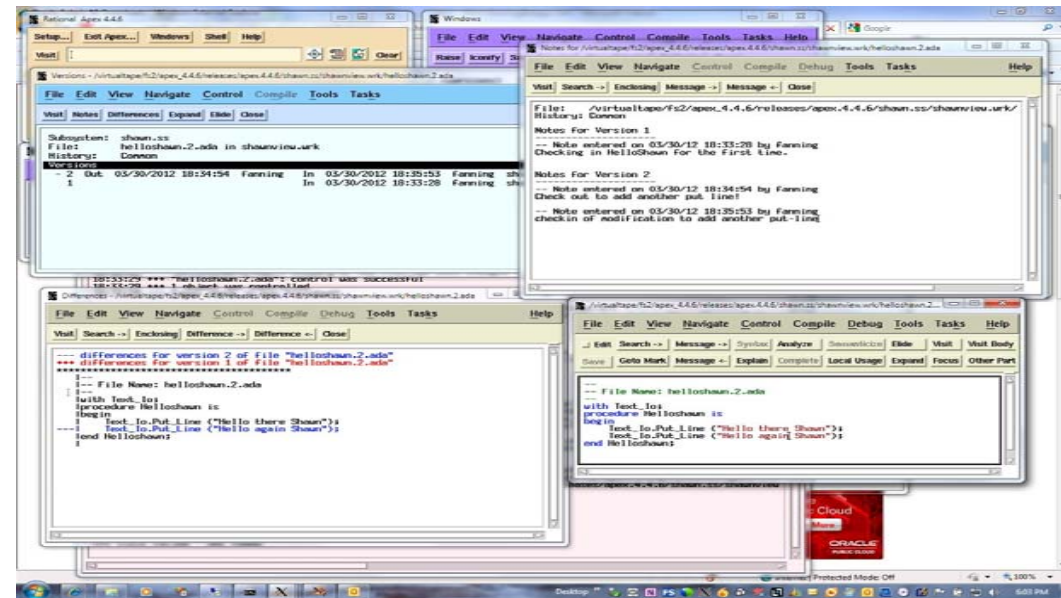 Rational Apex 4.4.6
Setup... Exit Apex... Windows Shell Help
Visit Clear
Windows
File Edit View Navigate Control Compile Tools Tasks Help
Raise Iconify
Google
Versions - /virtualtape/fs2/apex_4.4.6/releases/apex.4.4.6/shawn.ss/shawnview.wrk/helloshawn.2.ada
File Edit View Navigate Control Compile Tools Tasks
Visit Notes Differences Expand Elide Close
Subsystem: shawn.ss
File: helloshawn.2.ada in shawnview.wrk
History: Common
Versions
- 2 Out 03/30/2012 18:34:54 Fanning In 03/30/2012 18:35:53 Fanning sh
1 In 03/30/2012 18:33:28 Fanning sh
Notes for /virtualtape/fs2/apex_4.4.6/releases/apex.4.4.6/shawn.ss/shawnview.wrk/helloshawn.2.ada
File Edit View Navigate Control Compile Debug Tools Tasks Help
Visit Search -> Enclosing Message -> Message <- Close
File: /virtualtape/fs2/apex_4.4.6/releases/apex.4.4.6/shawn.ss/shawnview.wrk/
History: Common
Notes for Version 1
-- Note entered on 03/30/12 18:33:28 by Fanning
Checking in HelloShawn for the first time.
Notes for Version 2
-- Note entered on 03/30/12 18:34:54 by Fanning
Check out to add another put line!
-- Note entered on 03/30/12 18:35:53 by Fanning
checkin of modification to add another put-line
18:33:29 *** "helloshawn.2.ada": control was successful
18:33:29 *** 1 object was controlled
Differences - /virtualtape/fs2/apex_4.4.6/releases/apex.4.4.6/shawn.ss/shawnview.wrk/helloshawn.2.ada
File Edit View Navigate Control Compile Debug Tools Tasks Help
Visit Search -> Enclosing Difference -> Difference <- Close
--- differences for version 2 of file "helloshawn.2.ada"
*** differences for version 1 of file "helloshawn.2.ada"
****************************************
|--
|-- File Name: helloshawn.2.ada
|--
|with Text_Io;
|procedure Helloshawn is
|begin
| Text_Io.Put_Line ("Hello there Shawn");
---| Text_Io.Put_Line ("Hello again Shawn");
|end Helloshawn;
|
/virtualtape/fs2/apex_4.4.6/releases/apex.4.4.6/shawn.ss/shawnview.wrk/helloshawn.2...
File Edit View Navigate Control Compile Debug Tools Tasks Help
Edit Search -> Message -> Syntax Analyze Semanticize Elide Visit Visit Body
Save Goto Mark Message <- Explain Complete Local Usage Expand Focus Other Part
--
-- File Name: helloshawn.2.ada
--
with Text_Io;
procedure Helloshawn is
begin
Text_Io.Put_Line ("Hello there Shawn");
Text_Io.Put_Line ("Hello again Shawn");
end Helloshawn;
Cloud
More
ORACLE
PUBLIC CLOUD
Protected Mode: Off
100%
Desktop
6:03 PM